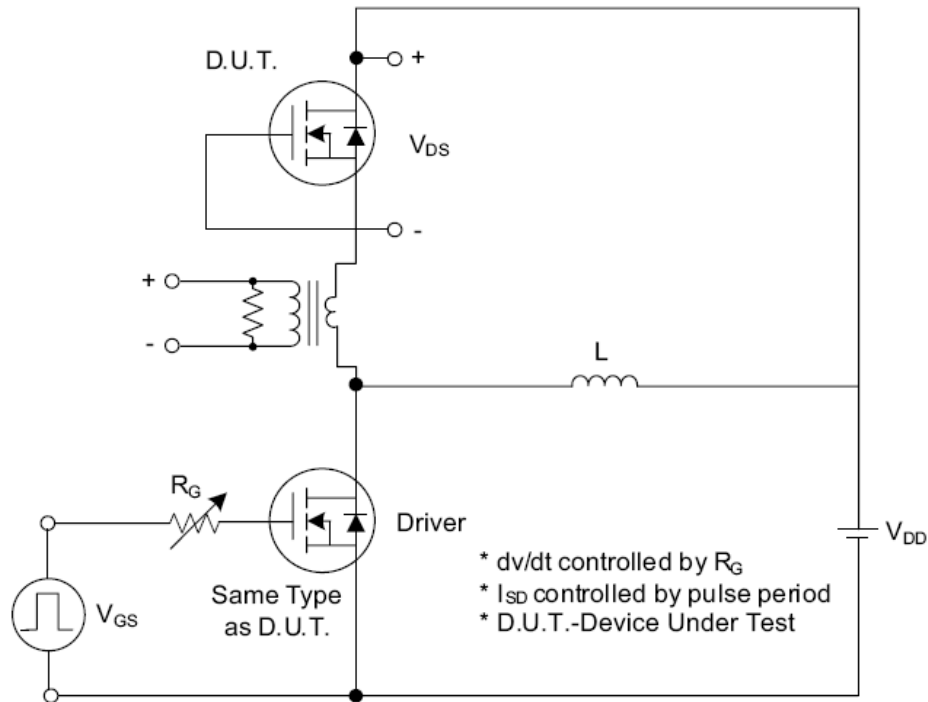 D.U.T.
+
V_DS
-
+
-
L
R_G
Driver
V_DD
V_GS
Same Type
as D.U.T.
* dv/dt controlled by R_G
* I_SD controlled by pulse period
* D.U.T.-Device Under Test